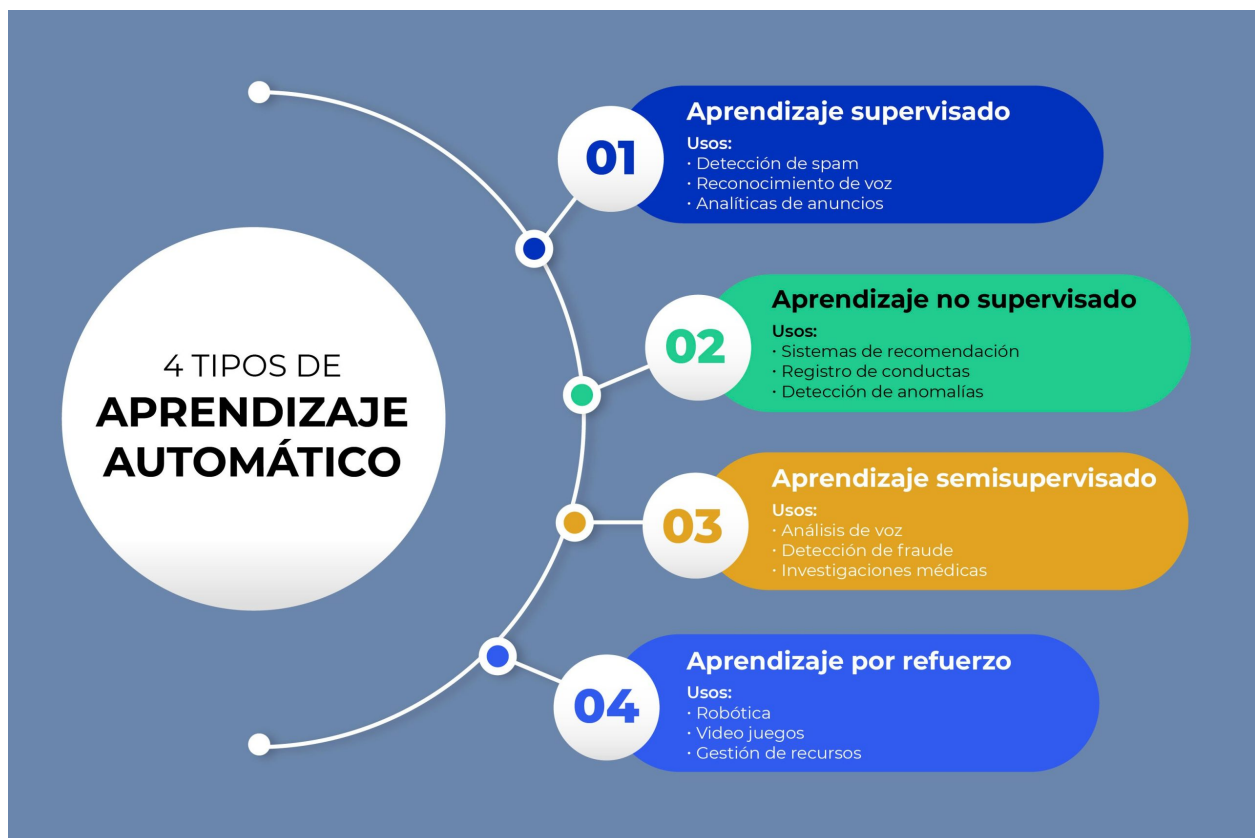 4 TIPOS DE
APRENDIZAJE
AUTOMÁTICO
01
Aprendizaje supervisado
Usos:
· Detección de spam
· Reconocimiento de voz
· Analíticas de anuncios
02
Aprendizaje no supervisado
Usos:
· Sistemas de recomendación
· Registro de conductas
· Detección de anomalías
03
Aprendizaje semisupervisado
Usos:
· Análisis de voz
· Detección de fraude
· Investigaciones médicas
04
Aprendizaje por refuerzo
Usos:
· Robótica
· Video juegos
· Gestión de recursos